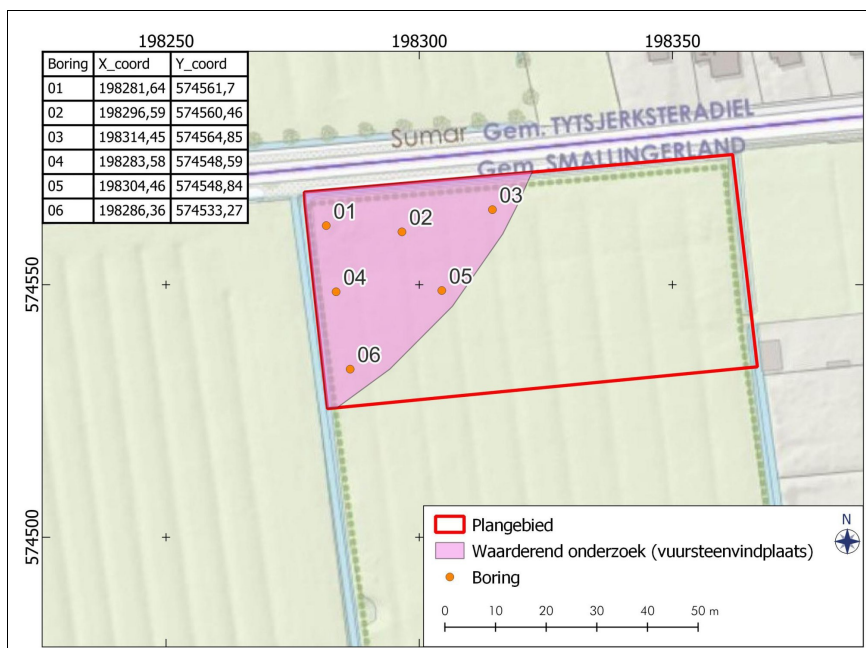 198250 198300 198350
Boring X_coord Y_coord
01 198281,64 574561,7
02 198296,59 574560,46
03 198314,45 574564,85
04 198283,58 574548,59
05 198304,46 574548,84
06 198286,36 574533,27
Sumar Gem. TYTSJERKSTERADIEL
Gem. SMALLINGERLAND
03
01
02
04
05
06
574550
574500
Plangebied
Waarderend onderzoek (vuursteenvindplaats)
Boring
N
0 10 20 30 40 50 m